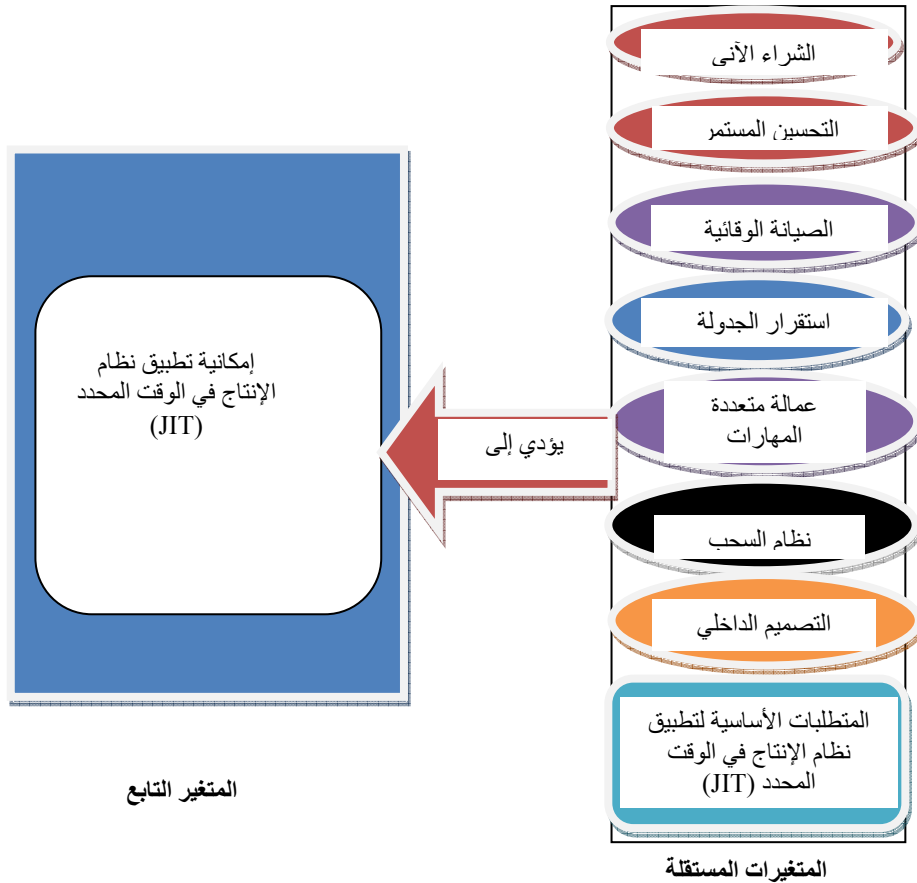 الشراء الآني
التحسين المستمر
الصيانة الوقائية
استقرار الجدولة
عمالة متعددة
المهارات
نظام السحب
التصميم الداخلي
المتطلبات الأساسية لتطبيق
نظام الإنتاج في الوقت
المحدد (JIT)
المتغيرات المستقلة
يؤدي إلى
إمكانية تطبيق نظام
الإنتاج في الوقت المحدد
(JIT)
المتغير التابع